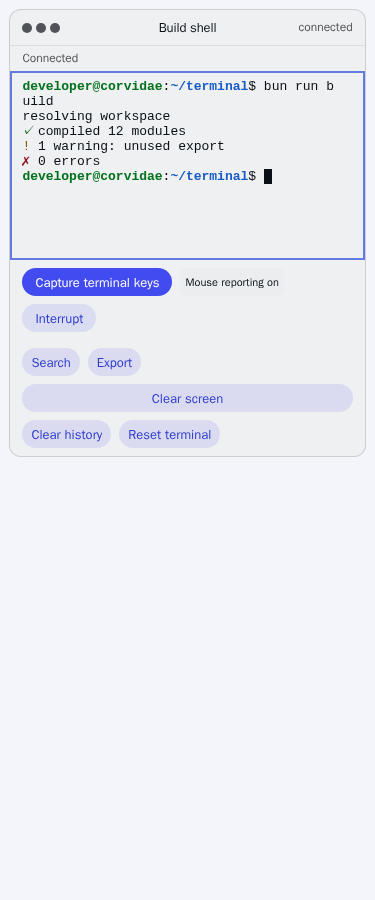 Build shell
connected
Connected
developer@corvidae:~/terminal$ bun run b
uild
resolving workspace
✓ compiled 12 modules
! 1 warning: unused export
✗ 0 errors
developer@corvidae:~/terminal$
Capture terminal keys
Mouse reporting on
Interrupt
Search
Export
Clear screen
Clear history
Reset terminal